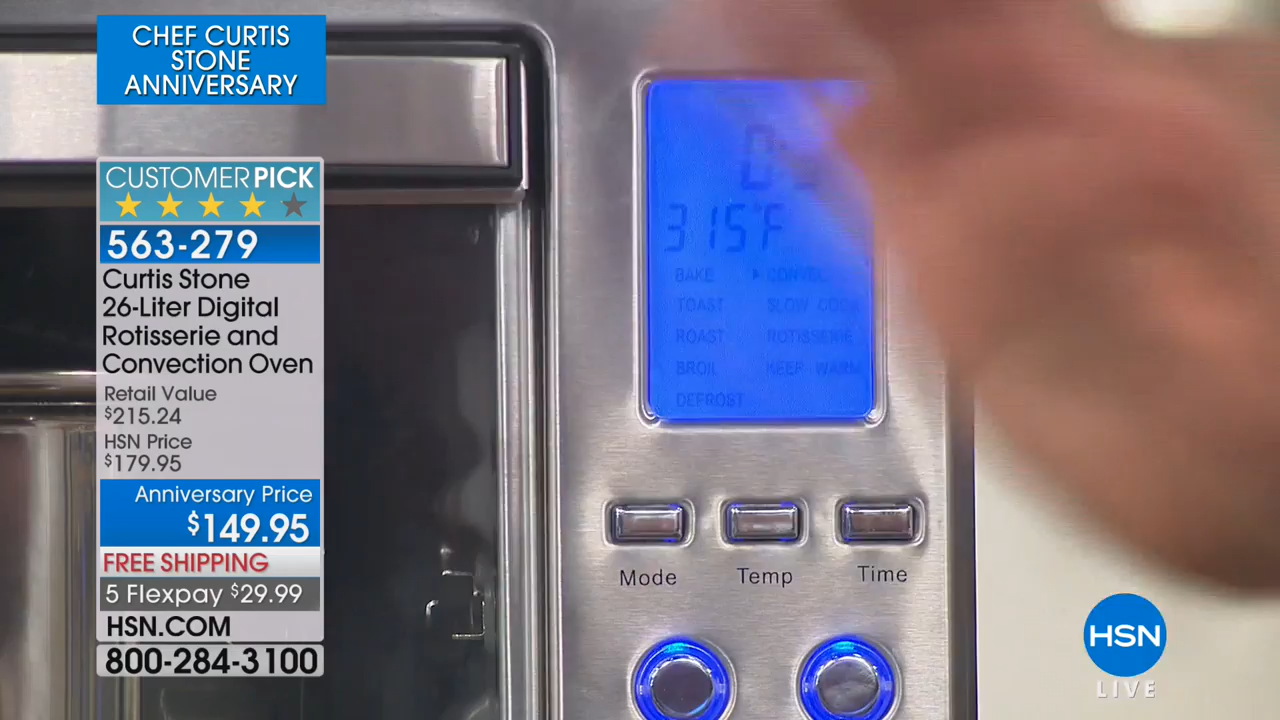 CHEF CURTIS
STONE
ANNIVERSARY
CUSTOMER PICK
563-279
Curtis Stone
26-Liter Digital
Rotisserie and
Convection Oven
Retail Value
$215.24
HSN Price
$179.95
Anniversary Price
$149.95
FREE SHIPPING
5 Flexpay $29.99
HSN.COM
800-284-3100
315°F
BAKE
TOAST SLOW COOK
ROAST ROTISSERIE
BROIL KEEP WARM
DEFROST
Mode Temp Time
HSN
LIVE